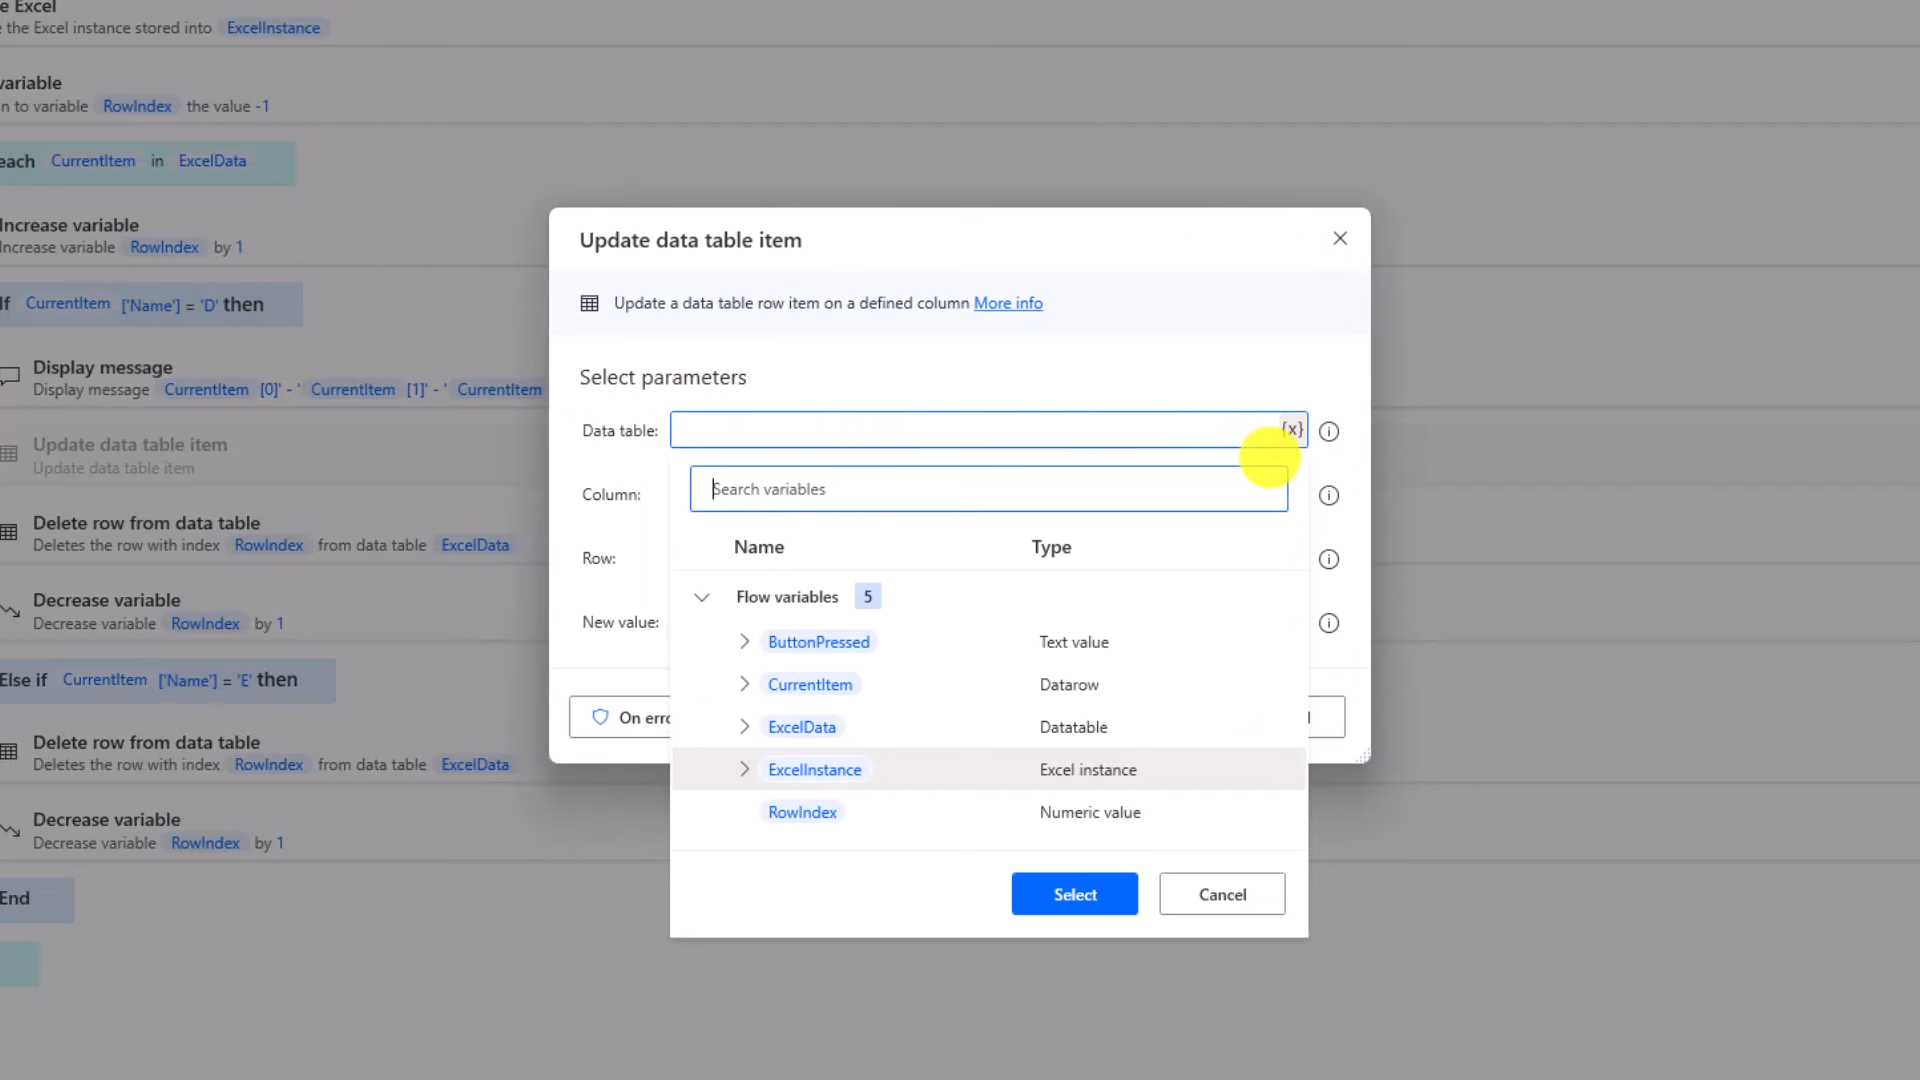 e Excel
e the Excel instance stored into ExcelInstance
variable
n to variable RowIndex the value -1
each CurrentItem in ExcelData
Increase variable
Increase variable RowIndex by 1
If CurrentItem ['Name'] = 'D' then
Display message
Display message CurrentItem [0]' - ' CurrentItem [1]' - ' CurrentItem
Update data table item
Update data table item
Delete row from data table
Deletes the row with index RowIndex from data table ExcelData
Decrease variable
Decrease variable RowIndex by 1
Else if CurrentItem ['Name'] = 'E' then
Delete row from data table
Deletes the row with index RowIndex from data table ExcelData
Decrease variable
Decrease variable RowIndex by 1
End
Update data table item
Update a data table row item on a defined column More info
Select parameters
Data table: {x}
Column:
Row:
New value:
On erro
Search variables
Name Type
Flow variables 5
ButtonPressed Text value
CurrentItem Datarow
ExcelData Datatable
ExcelInstance Excel instance
RowIndex Numeric value
Select Cancel